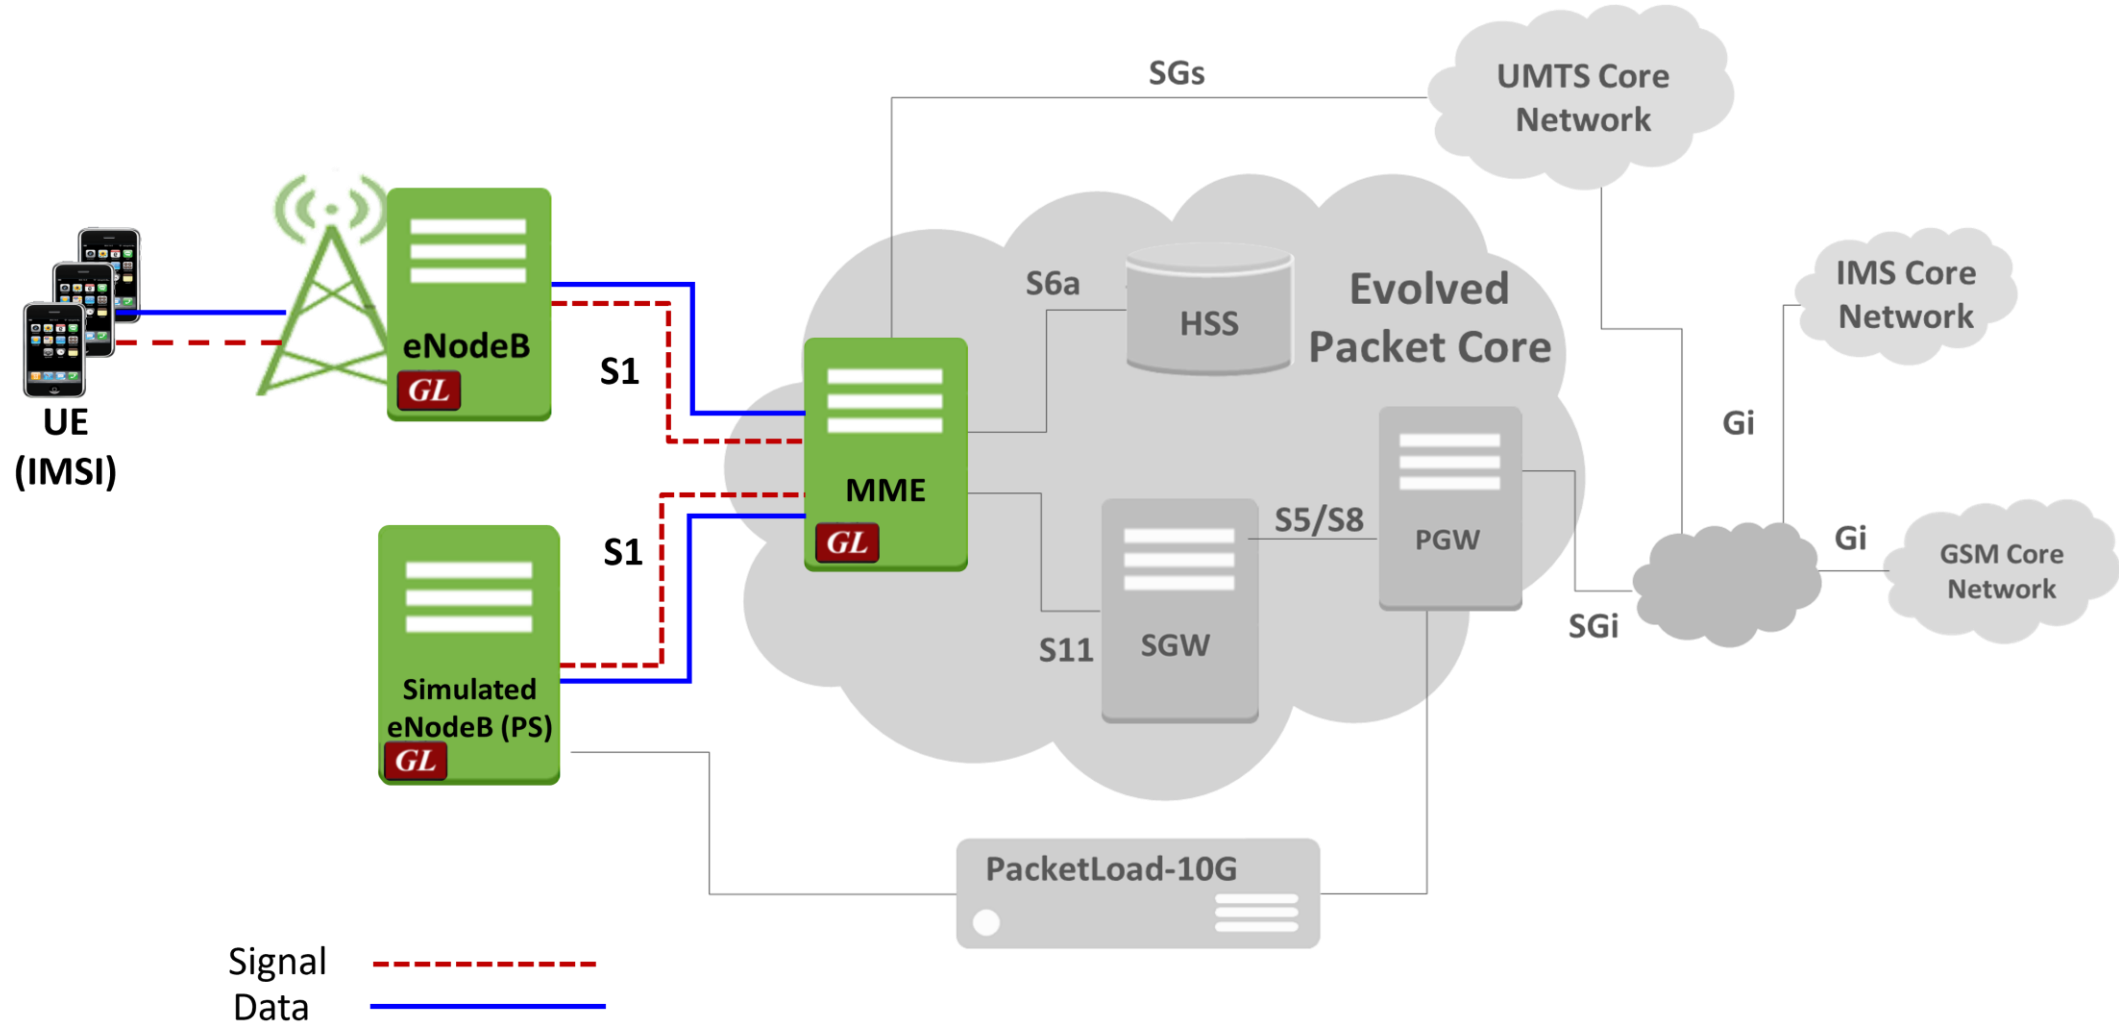 SGs
UMTS Core
Network
eNodeB
GL
UE
(IMSI)
S1
S6a
HSS
Evolved
Packet Core
IMS Core
Network
MME
GL
S1
Simulated
eNodeB (PS)
GL
S11
SGW
S5/S8
PGW
SGi
Gi
Gi
GSM Core
Network
PacketLoad-10G
Signal
Data